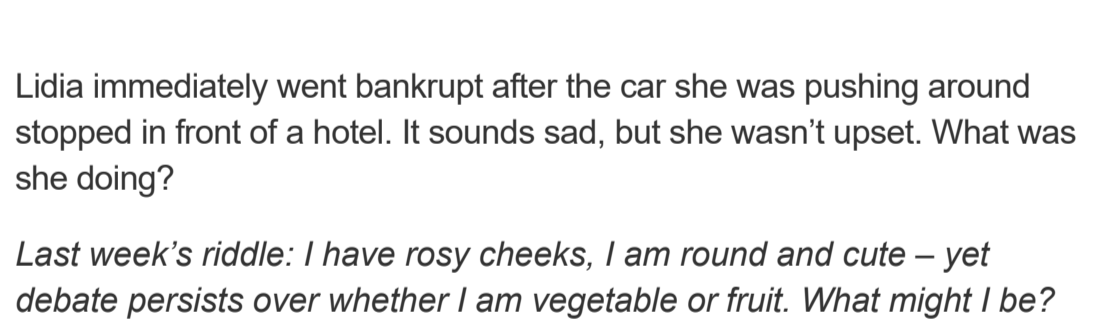 Lidia immediately went bankrupt after the car she was pushing around
stopped in front of a hotel. It sounds sad, but she wasn’t upset. What was
she doing?
Last week’s riddle: I have rosy cheeks, I am round and cute – yet
debate persists over whether I am vegetable or fruit. What might I be?